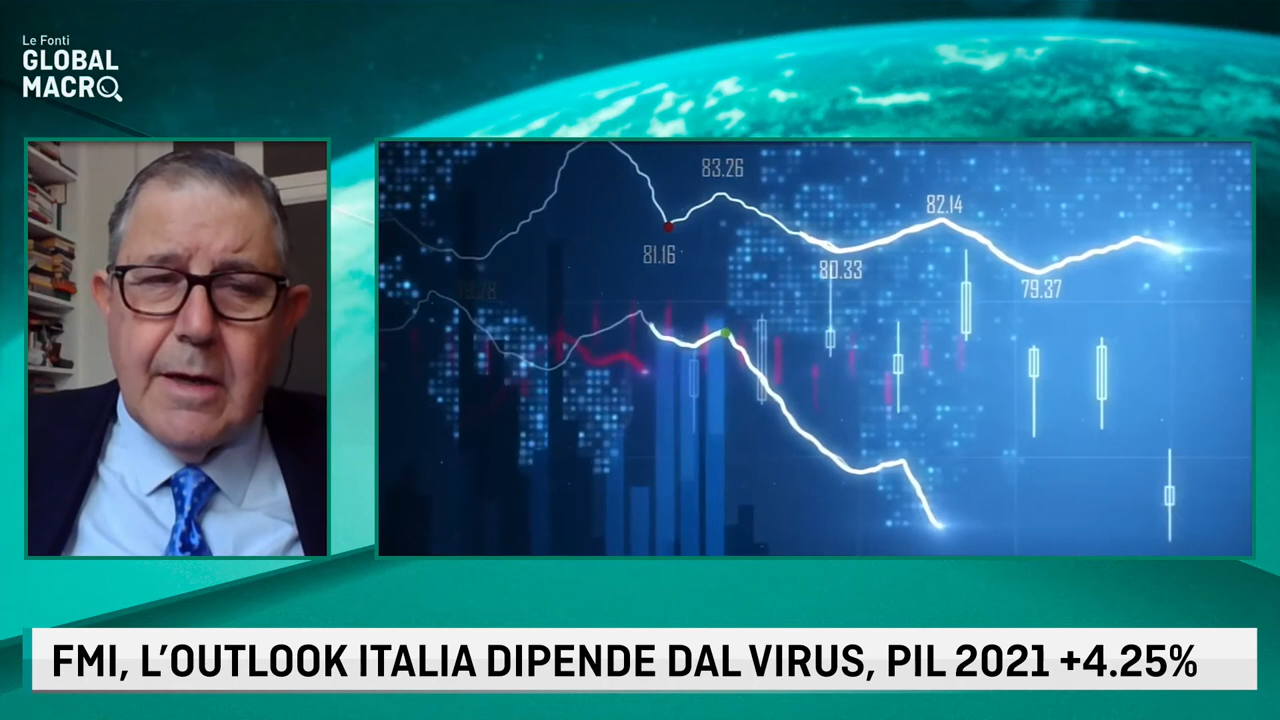 Le Fonti
GLOBAL
MACRO
83.26
82.14
81.16
80.33
79.37
FMI, L'OUTLOOK ITALIA DIPENDE DAL VIRUS, PIL 2021 +4.25%